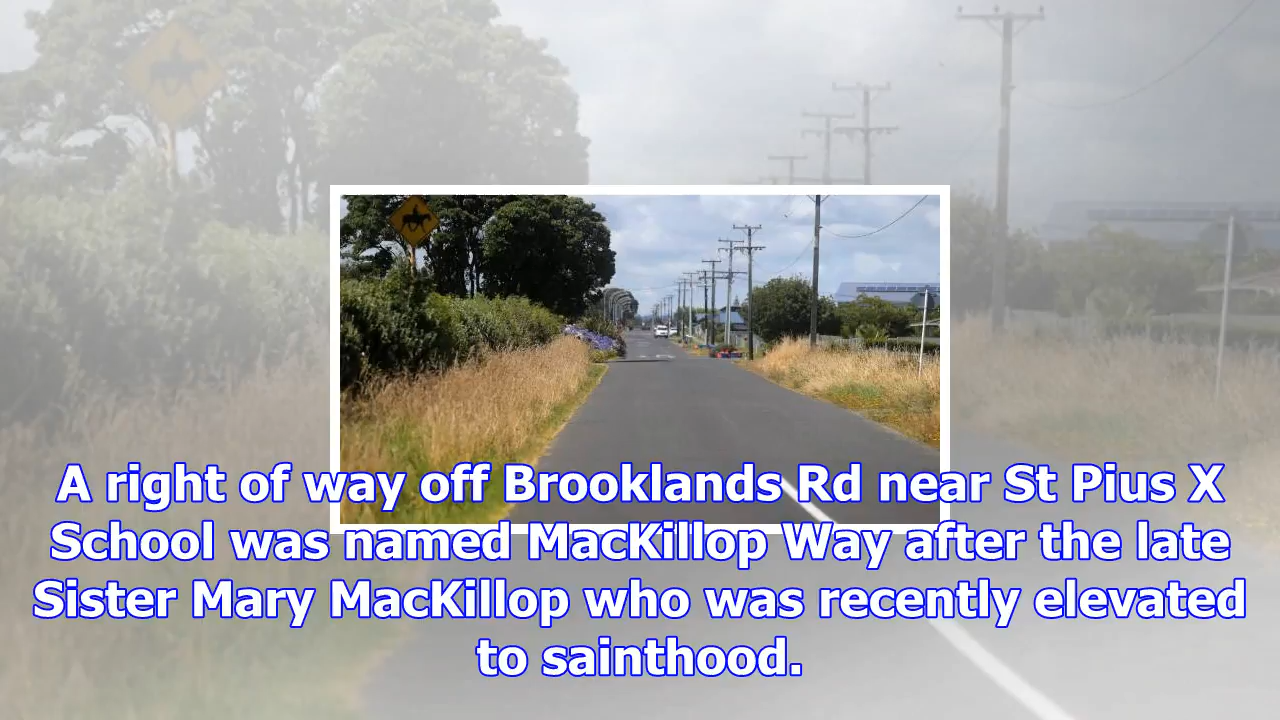 A right of way off Brooklands Rd near St Pius X
School was named MacKillop Way after the late
Sister Mary MacKillop who was recently elevated
to sainthood.